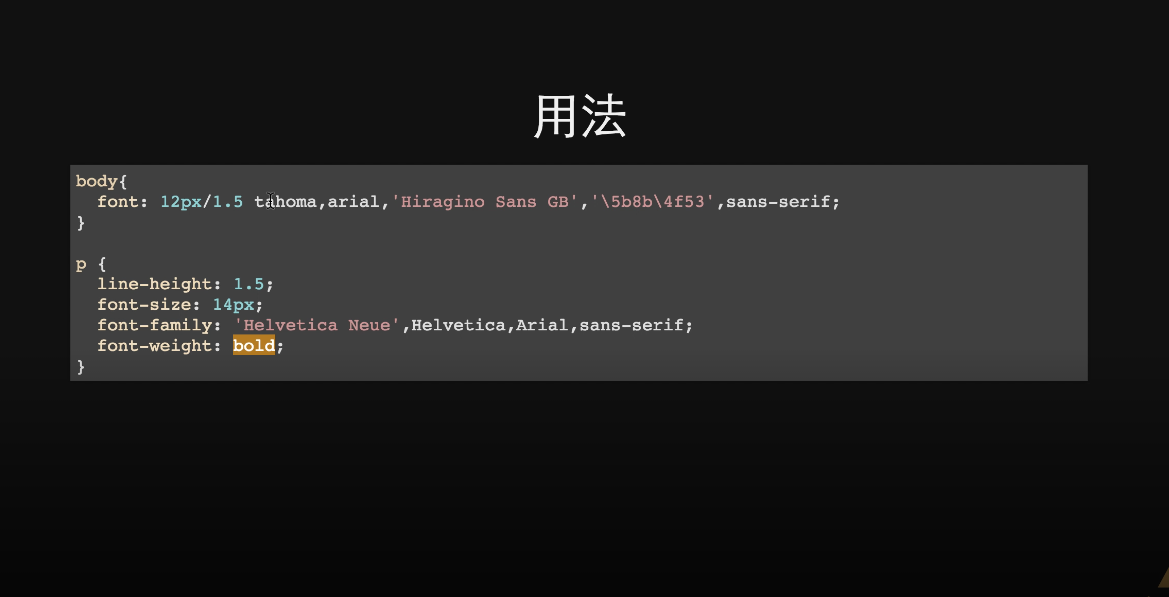 用法
body{
  font: 12px/1.5 tahoma,arial,'Hiragino Sans GB','\5b8b\4f53',sans-serif;
}
p {
  line-height: 1.5;
  font-size: 14px;
  font-family: 'Helvetica Neue',Helvetica,Arial,sans-serif;
  font-weight: bold;
}